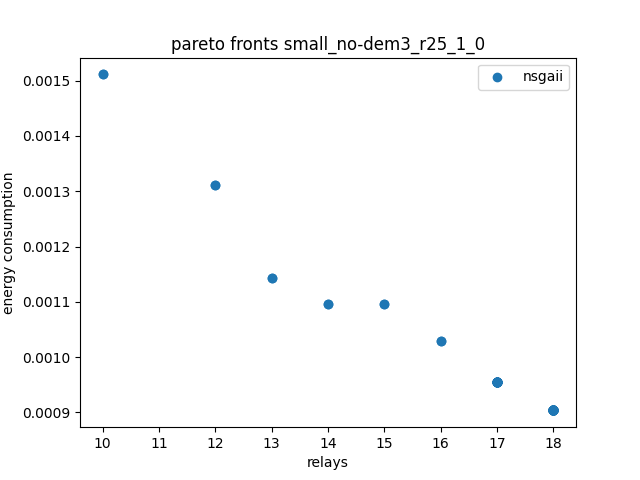 pareto fronts small_no-dem3_r25_1_0
nsgaii
0.0015
0.0014
0.0013
0.0012
0.0011
0.0010
0.0009
energy consumption
10 11 12 13 14 15 16 17 18
relays